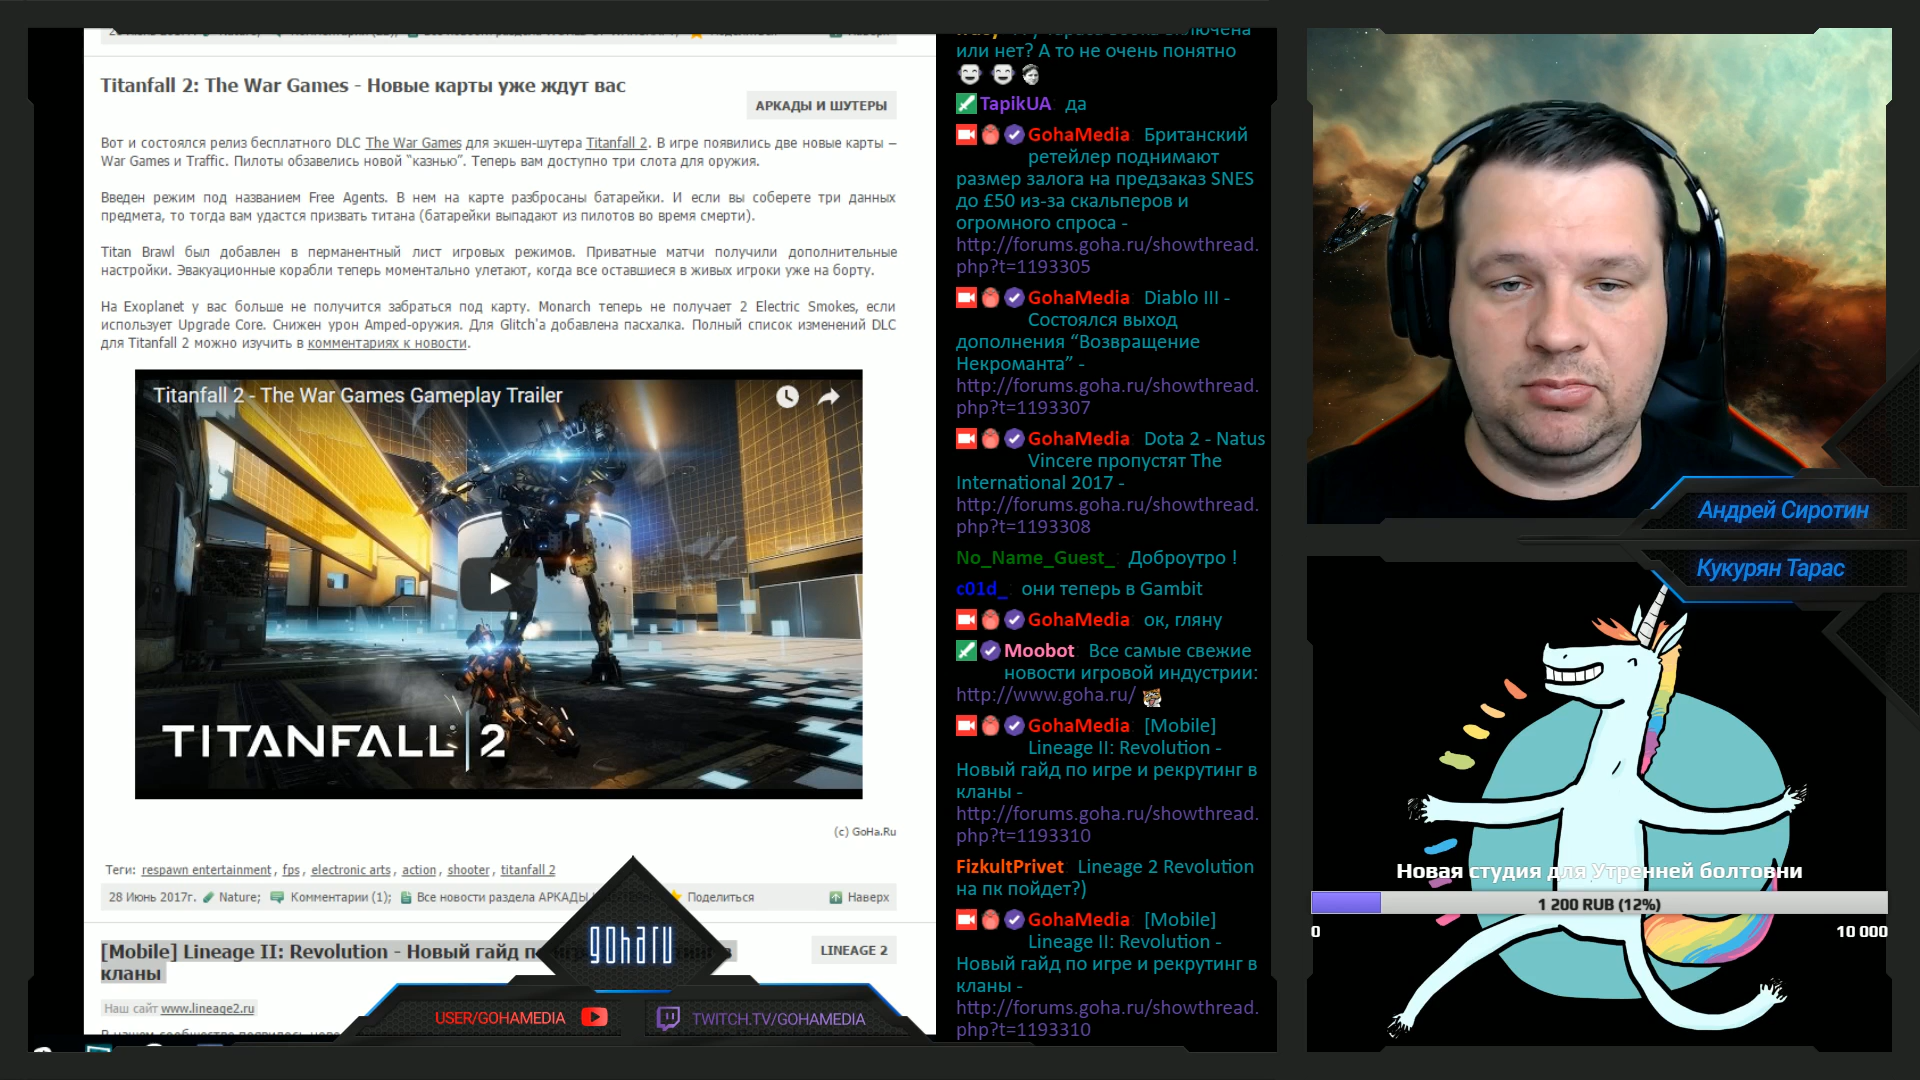 Titanfall 2: The War Games - Новые карты уже ждут вас
АРКАДЫ И ШУТЕРЫ
Вот и состоялся релиз бесплатного DLC The War Games для экшен-шутера Titanfall 2. В игре появились две новые карты –
War Games и Traffic. Пилоты обзавелись новой “казнью”. Теперь вам доступно три слота для оружия.
Введен режим под названием Free Agents. В нем на карте разбросаны батарейки. И если вы соберете три данных
предмета, то тогда вам удастся призвать титана (батарейки выпадают из пилотов во время смерти).
Titan Brawl был добавлен в перманентный лист игровых режимов. Приватные матчи получили дополнительные
настройки. Эвакуационные корабли теперь моментально улетают, когда все оставшиеся в живых игроки уже на борту.
На Exoplanet у вас больше не получится забраться под карту. Monarch теперь не получает 2 Electric Smokes, если
использует Upgrade Core. Снижен урон Amped-оружия. Для Glitch'а добавлена пасхалка. Полный список изменений DLC
для Titanfall 2 можно изучить в комментариях к новости.
Titanfall 2 - The War Games Gameplay Trailer
TITANFALL 2
(c) GoHa.Ru
Теги: respawn entertainment, fps, electronic arts, action, shooter, titanfall 2
28 Июнь 2017г. Nature; Комментарии (1); Все новости раздела АРКАДЫ Поделиться Наверх
[Mobile] Lineage II: Revolution - Новый гайд
кланы
LINEAGE 2
Наш сайт www.lineage2.ru
goharu
USER/GOHAMEDIA
TWITCH.TV/GOHAMEDIA
или нет? А то не очень понятно
TapikUA да
GohaMedia Британский
ретейлер поднимают
размер залога на предзаказ SNES
до £50 из-за скальперов и
огромного спроса -
http://forums.goha.ru/showthread.
php?t=1193305
GohaMedia Diablo III -
Состоялся выход
дополнения “Возвращение
Некроманта” -
http://forums.goha.ru/showthread.
php?t=1193307
GohaMedia Dota 2 - Natus
Vincere пропустят The
International 2017 -
http://forums.goha.ru/showthread.
php?t=1193308
No_Name_Guest_: Доброутро !
c01d_: они теперь в Gambit
GohaMedia ок, гляну
Moobot Все самые свежие
новости игровой индустрии:
http://www.goha.ru/
GohaMedia [Mobile]
Lineage II: Revolution -
Новый гайд по игре и рекрутинг в
кланы -
http://forums.goha.ru/showthread.
php?t=1193310
FizkultPrivet Lineage 2 Revolution
на пк пойдет?)
GohaMedia [Mobile]
Lineage II: Revolution -
Новый гайд по игре и рекрутинг в
кланы -
http://forums.goha.ru/showthread.
php?t=1193310
Андрей Сиротин
Кукурян Тарас
Новая студия для Утренней болтовни
1 200 RUB (12%)
0
10 000